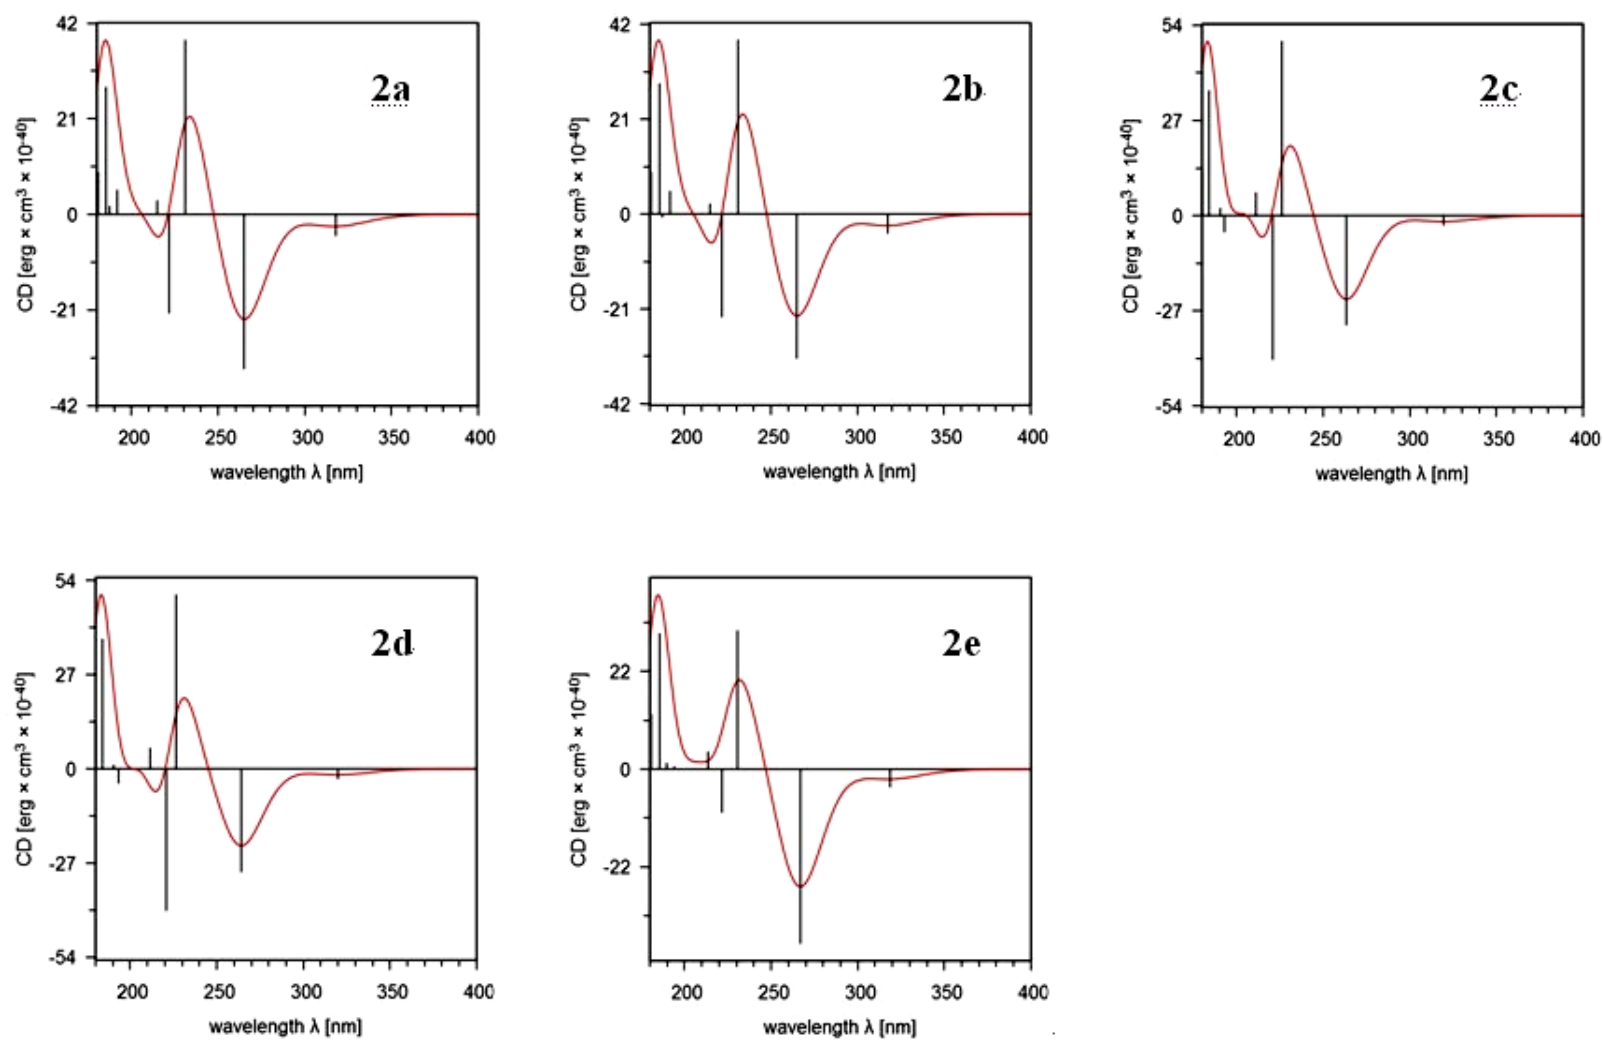 2a
42
21
0
-21
-42
CD [erg × cm³ × 10⁻⁴⁰]
200 250 300 350 400
wavelength λ [nm]
2b
42
21
0
-21
-42
CD [erg × cm³ × 10⁻⁴⁰]
200 250 300 350 400
wavelength λ [nm]
2c
54
27
0
-27
-54
CD [erg × cm³ × 10⁻⁴⁰]
200 250 300 350 400
wavelength λ [nm]
2d
54
27
0
-27
-54
CD [erg × cm³ × 10⁻⁴⁰]
200 250 300 350 400
wavelength λ [nm]
2e
22
0
-22
CD [erg × cm³ × 10⁻⁴⁰]
200 250 300 350 400
wavelength λ [nm]